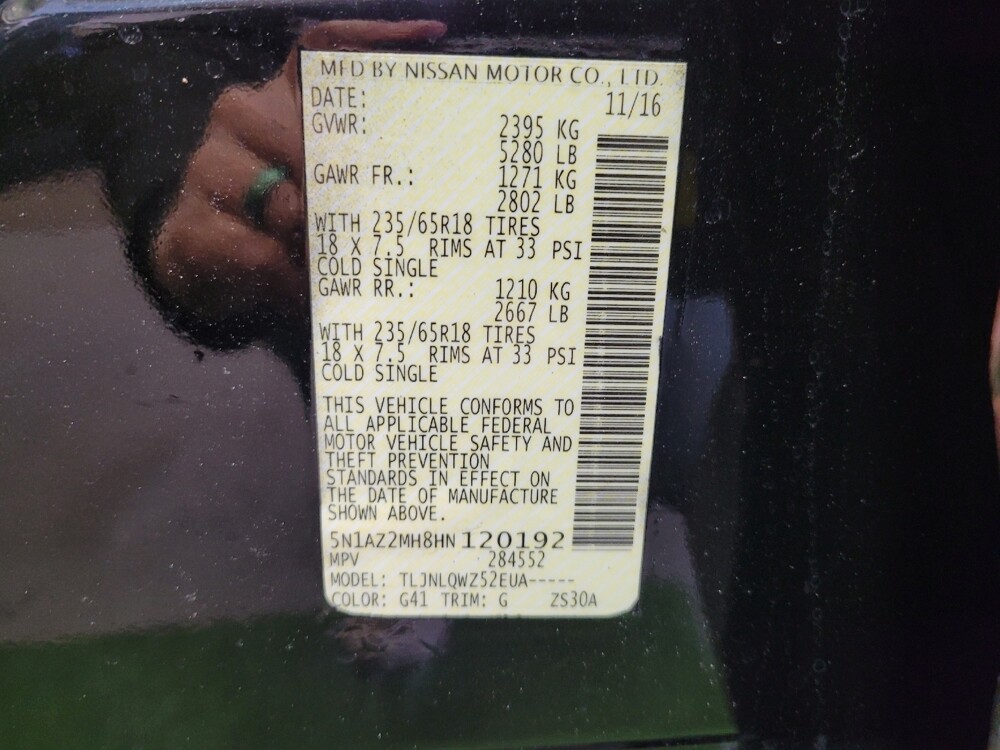 MFD BY NISSAN MOTOR CO., LTD.
DATE: 11/16
GVWR: 2395 KG
5280 LB
GAWR FR.: 1271 KG
2802 LB
WITH 235/65R18 TIRES
18 X 7.5 RIMS AT 33 PSI
COLD SINGLE
GAWR RR.: 1210 KG
2667 LB
WITH 235/65R18 TIRES
18 X 7.5 RIMS AT 33 PSI
COLD SINGLE
THIS VEHICLE CONFORMS TO
ALL APPLICABLE FEDERAL
MOTOR VEHICLE SAFETY AND
THEFT PREVENTION
STANDARDS IN EFFECT ON
THE DATE OF MANUFACTURE
SHOWN ABOVE.
5N1AZ2MH8HN120192
MPV 284552
MODEL: TLJNLQWZ52EUA-----
COLOR: G41 TRIM: G ZS30A